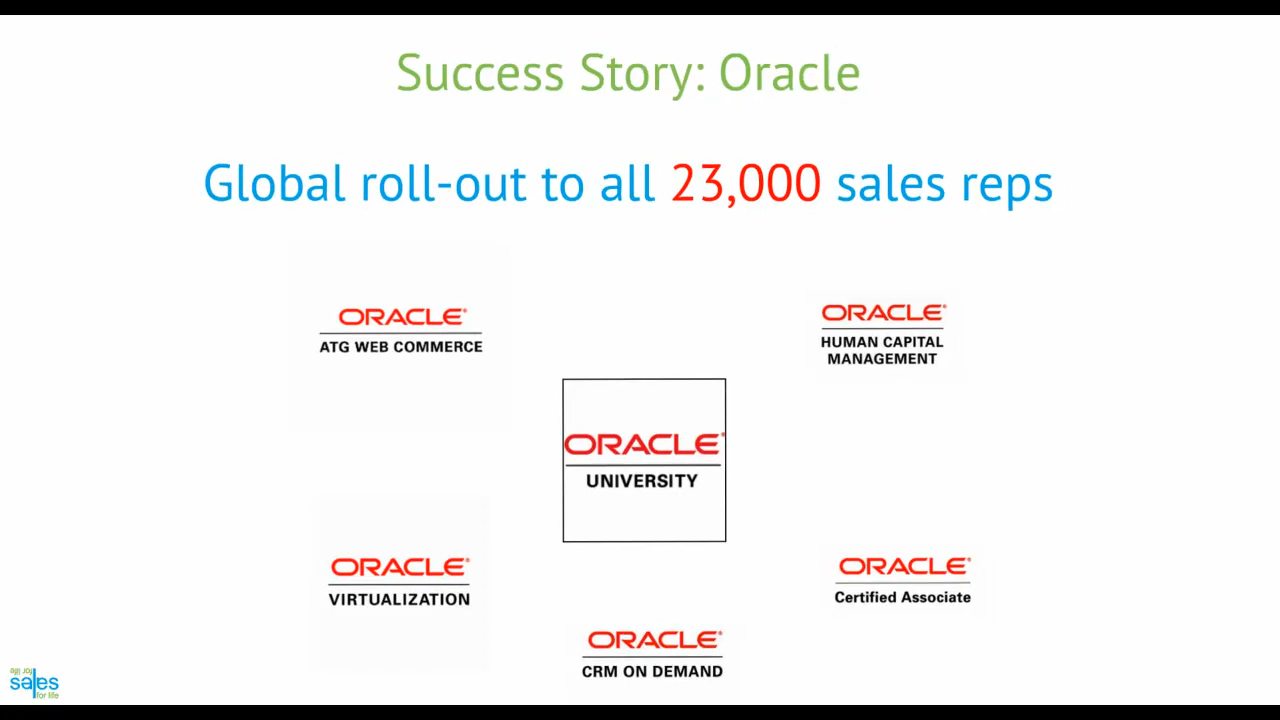 Success Story: Oracle
Global roll-out to all 23,000 sales reps
ORACLE®
ATG WEB COMMERCE
ORACLE®
HUMAN CAPITAL
MANAGEMENT
ORACLE®
UNIVERSITY
ORACLE®
VIRTUALIZATION
ORACLE®
Certified Associate
ORACLE®
CRM ON DEMAND
sales
for life